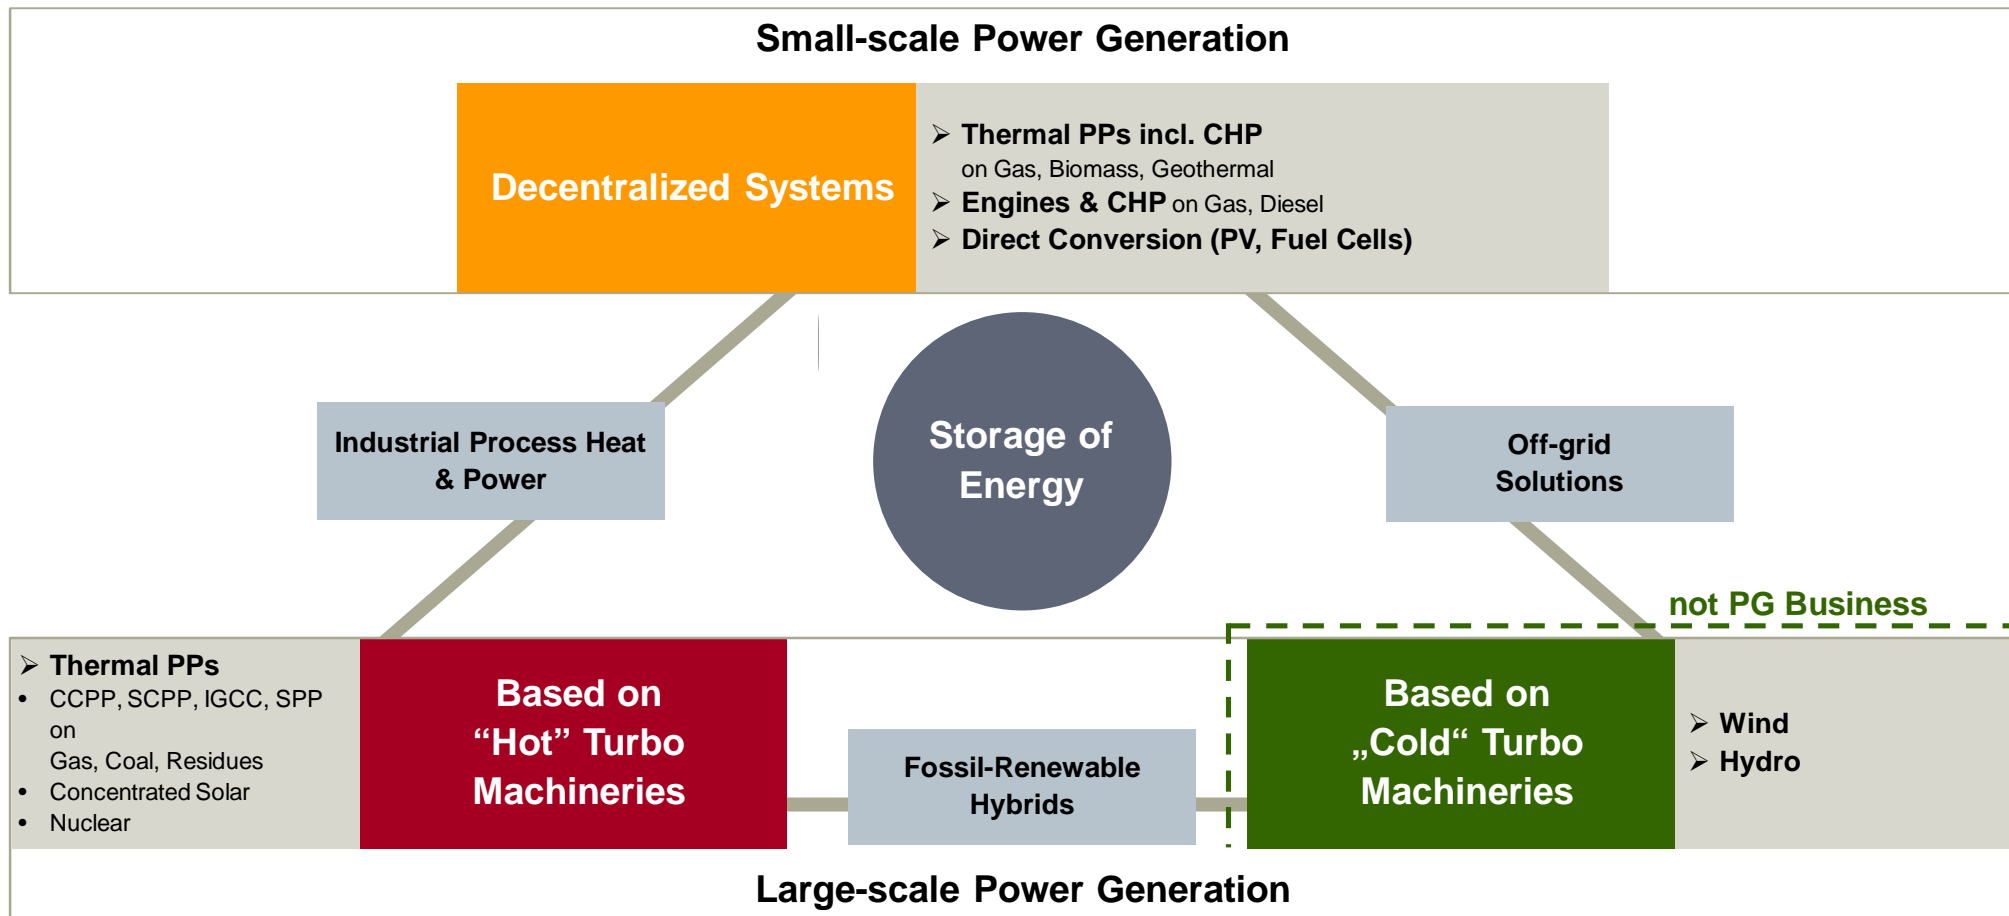 Small-scale Power Generation
Decentralized Systems
➢ Thermal PPs incl. CHP
on Gas, Biomass, Geothermal
➢ Engines & CHP on Gas, Diesel
➢ Direct Conversion (PV, Fuel Cells)
Industrial Process Heat
& Power
Storage of
Energy
Off-grid
Solutions
not PG Business
➢ Thermal PPs
• CCPP, SCPP, IGCC, SPP
on
Gas, Coal, Residues
• Concentrated Solar
• Nuclear
Based on
“Hot” Turbo
Machineries
Fossil-Renewable
Hybrids
Based on
„Cold“ Turbo
Machineries
➢ Wind
➢ Hydro
Large-scale Power Generation